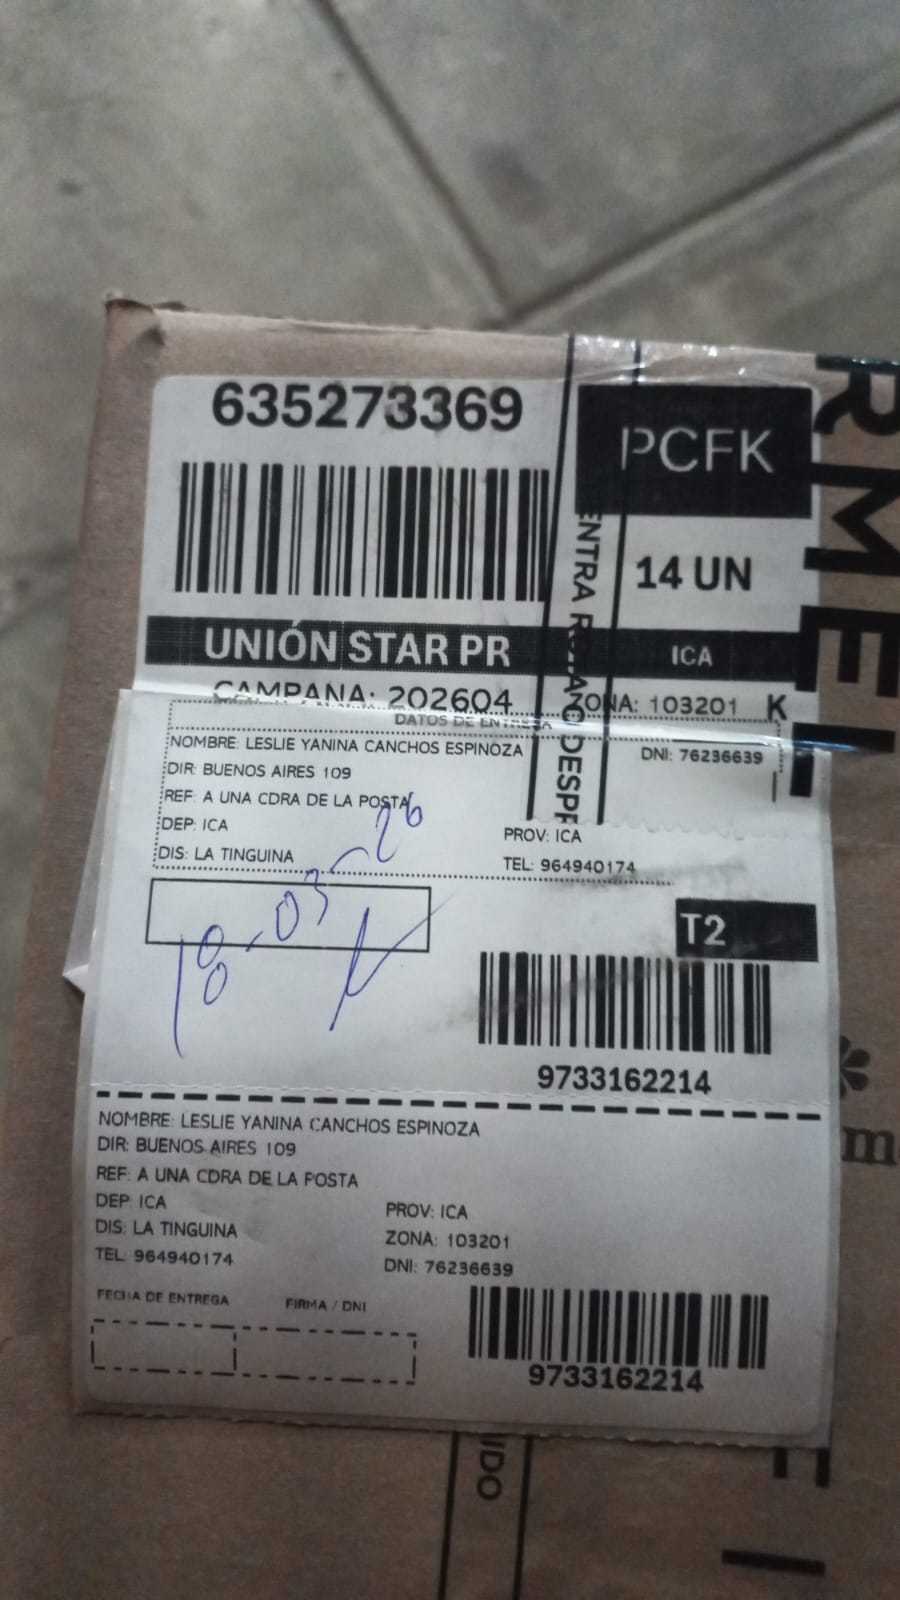 635273369
PCFK
14 UN
UNIÓN STAR PR
ICA
CAMPAÑA: 202604
ZONA: 103201 K
DATOS DE ENTREGA
NOMBRE: LESLIE YANINA CANCHOS ESPINOZA
DNI: 76236639
DIR: BUENOS AIRES 109
REF: A UNA CDRA DE LA POSTA
DEP: ICA
PROV: ICA
DIS: LA TINGUINA
TEL: 964940174
18-03-26
T2
9733162214
NOMBRE: LESLIE YANINA CANCHOS ESPINOZA
DIR: BUENOS AIRES 109
REF: A UNA CDRA DE LA POSTA
DEP: ICA
PROV: ICA
DIS: LA TINGUINA
ZONA: 103201
TEL: 964940174
DNI: 76236639
FECHA DE ENTREGA
FIRMA / DNI
9733162214